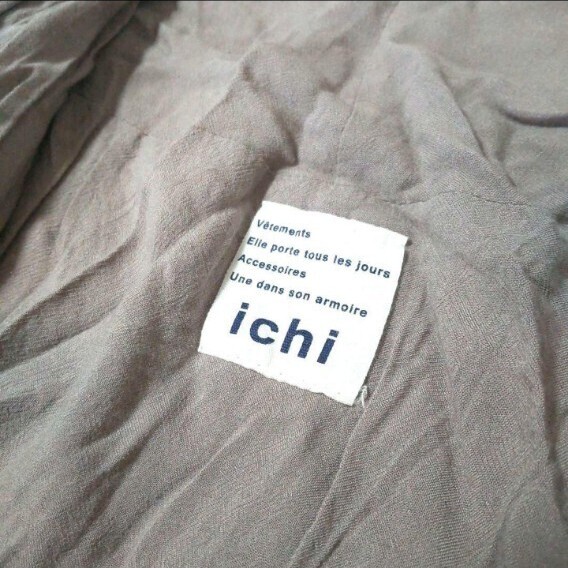 Vêtements
Elle porte tous les jours
Accessoires
Une dans son armoire
ichi